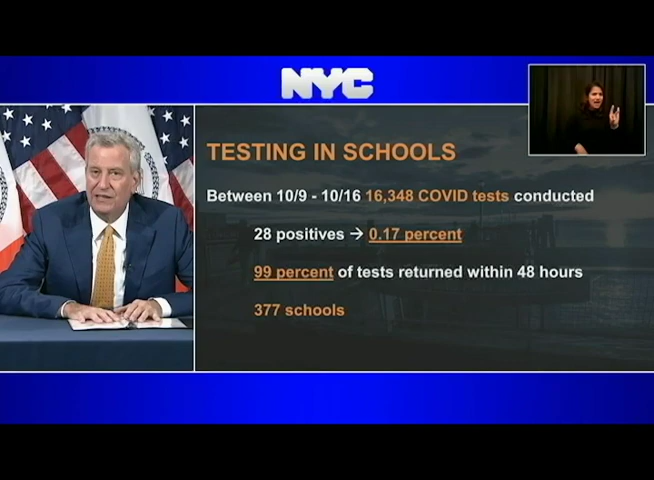 NYC
TESTING IN SCHOOLS
Between 10/9 - 10/16 16,348 COVID tests conducted
28 positives → 0.17 percent
99 percent of tests returned within 48 hours
377 schools